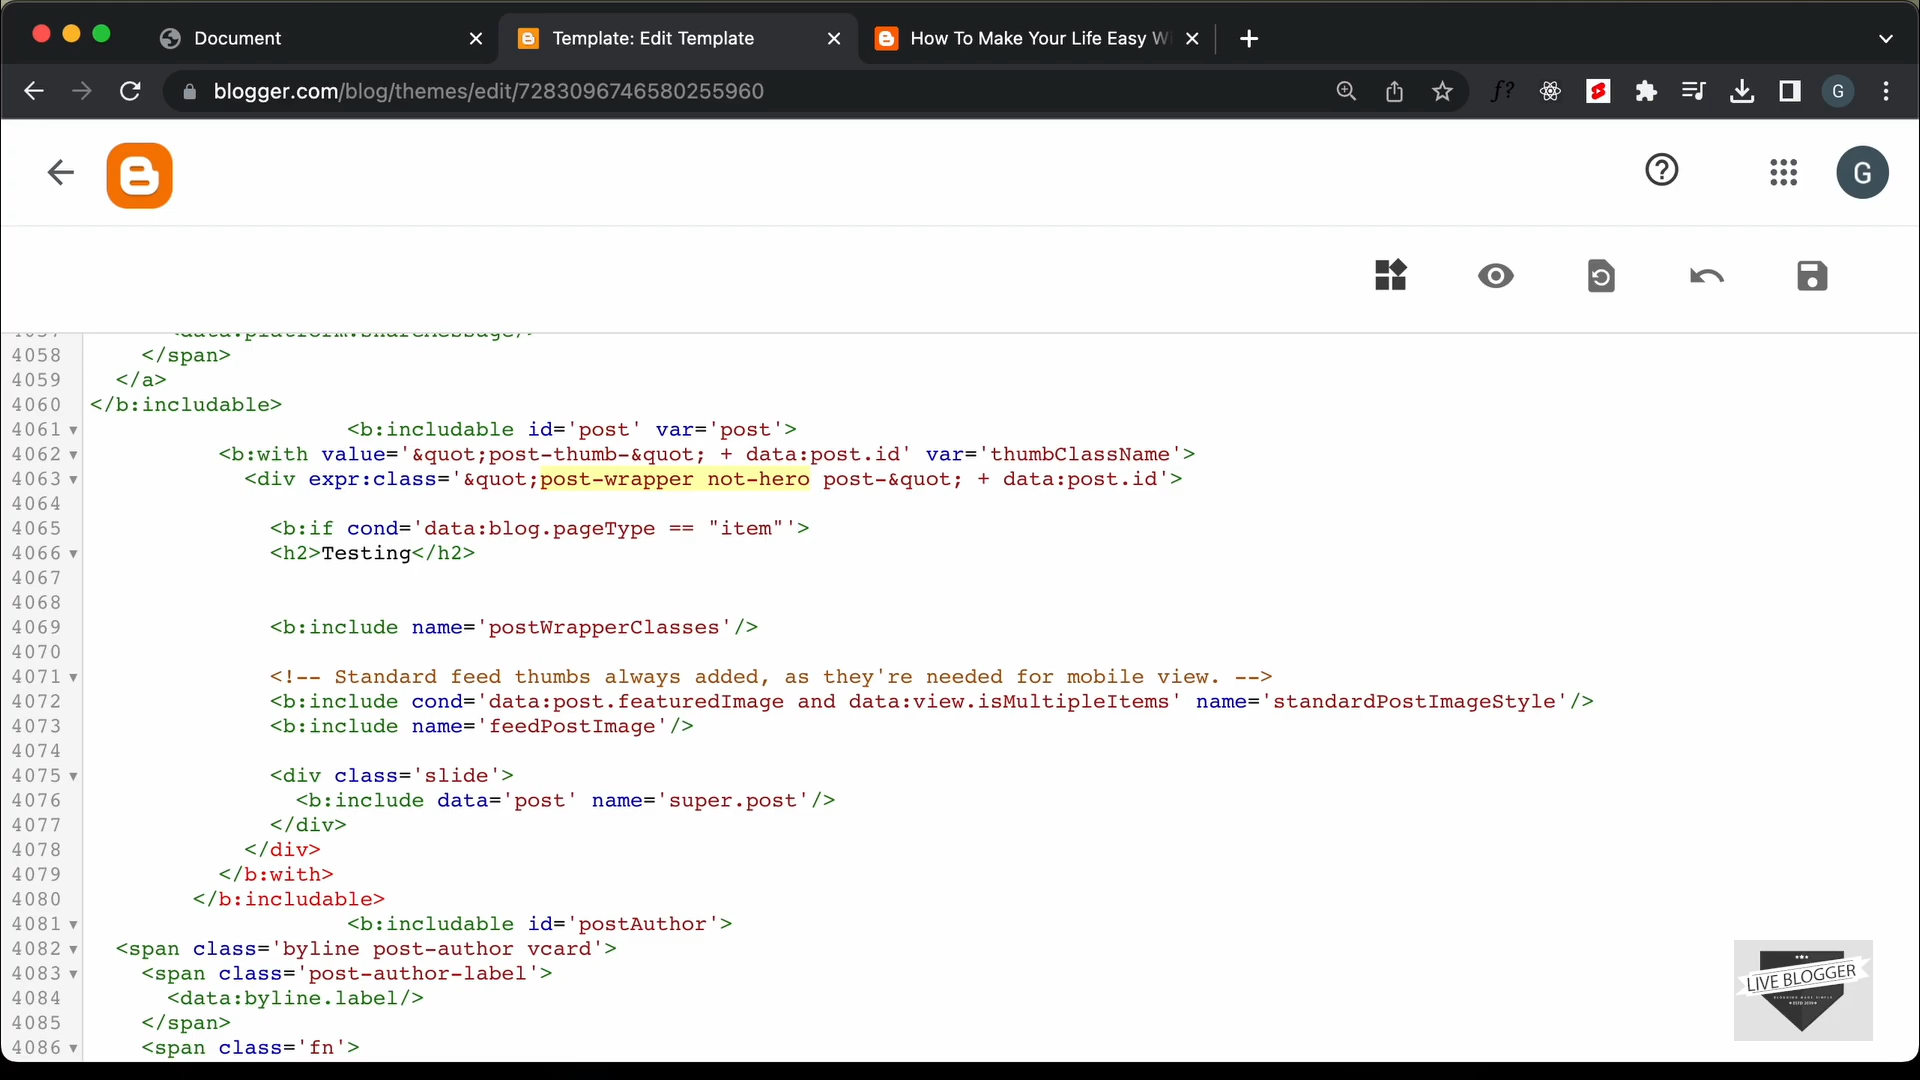 Document
Template: Edit Template
How To Make Your Life Easy Wi
blogger.com/blog/themes/edit/7283096746580255960
f?
G
G
4057 <data:platform.shareMessage/>
4058 </span>
4059 </a>
4060 </b:includable>
4061 <b:includable id='post' var='post'>
4062 <b:with value='&quot;post-thumb-&quot; + data:post.id' var='thumbClassName'>
4063 <div expr:class='&quot;post-wrapper not-hero post-&quot; + data:post.id'>
4064
4065 <b:if cond='data:blog.pageType == "item"'>
4066 <h2>Testing</h2>
4067
4068
4069 <b:include name='postWrapperClasses'/>
4070
4071 <!-- Standard feed thumbs always added, as they're needed for mobile view. -->
4072 <b:include cond='data:post.featuredImage and data:view.isMultipleItems' name='standardPostImageStyle'/>
4073 <b:include name='feedPostImage'/>
4074
4075 <div class='slide'>
4076 <b:include data='post' name='super.post'/>
4077 </div>
4078 </div>
4079 </b:with>
4080 </b:includable>
4081 <b:includable id='postAuthor'>
4082 <span class='byline post-author vcard'>
4083 <span class='post-author-label'>
4084 <data:byline.label/>
4085 </span>
4086 <span class='fn'>
LIVE BLOGGER